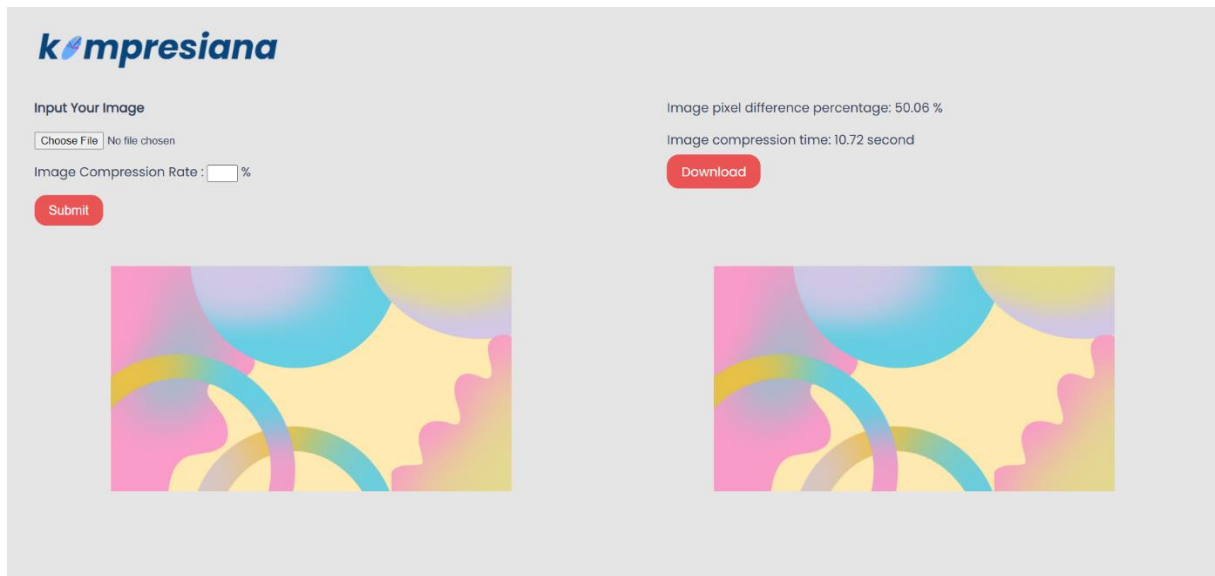 kompresiana
Input Your Image
Choose File No file chosen
Image Compression Rate : %
Submit
Image pixel difference percentage: 50.06 %
Image compression time: 10.72 second
Download